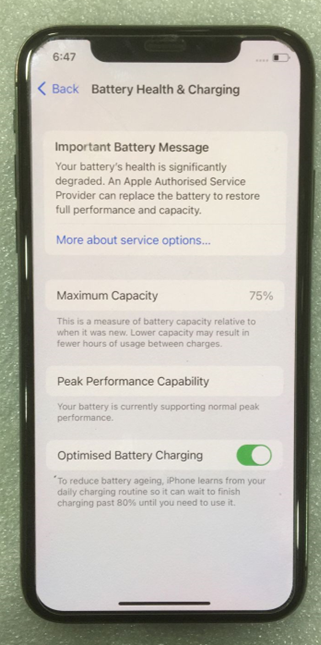 6:47
Back Battery Health & Charging
Important Battery Message
Your battery's health is significantly
degraded. An Apple Authorised Service
Provider can replace the battery to restore
full performance and capacity.
More about service options...
Maximum Capacity 75%
This is a measure of battery capacity relative to
when it was new. Lower capacity may result in
fewer hours of usage between charges.
Peak Performance Capability
Your battery is currently supporting normal peak
performance.
Optimised Battery Charging
To reduce battery ageing, iPhone learns from your
daily charging routine so it can wait to finish
charging past 80% until you need to use it.